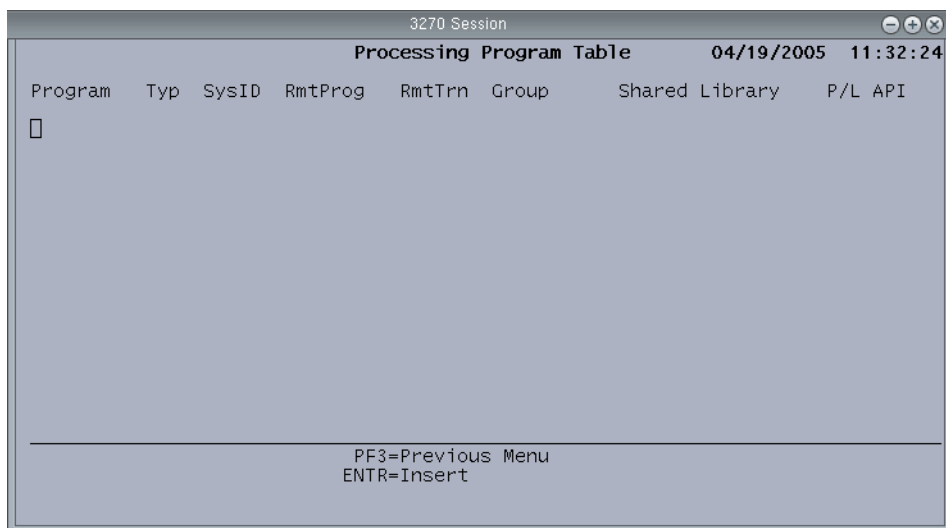 3270 Session
Processing Program Table 04/19/2005 11:32:24
Program Typ SysID RmtProg RmtTrn Group Shared Library P/L API
PF3=Previous Menu
ENTR=Insert